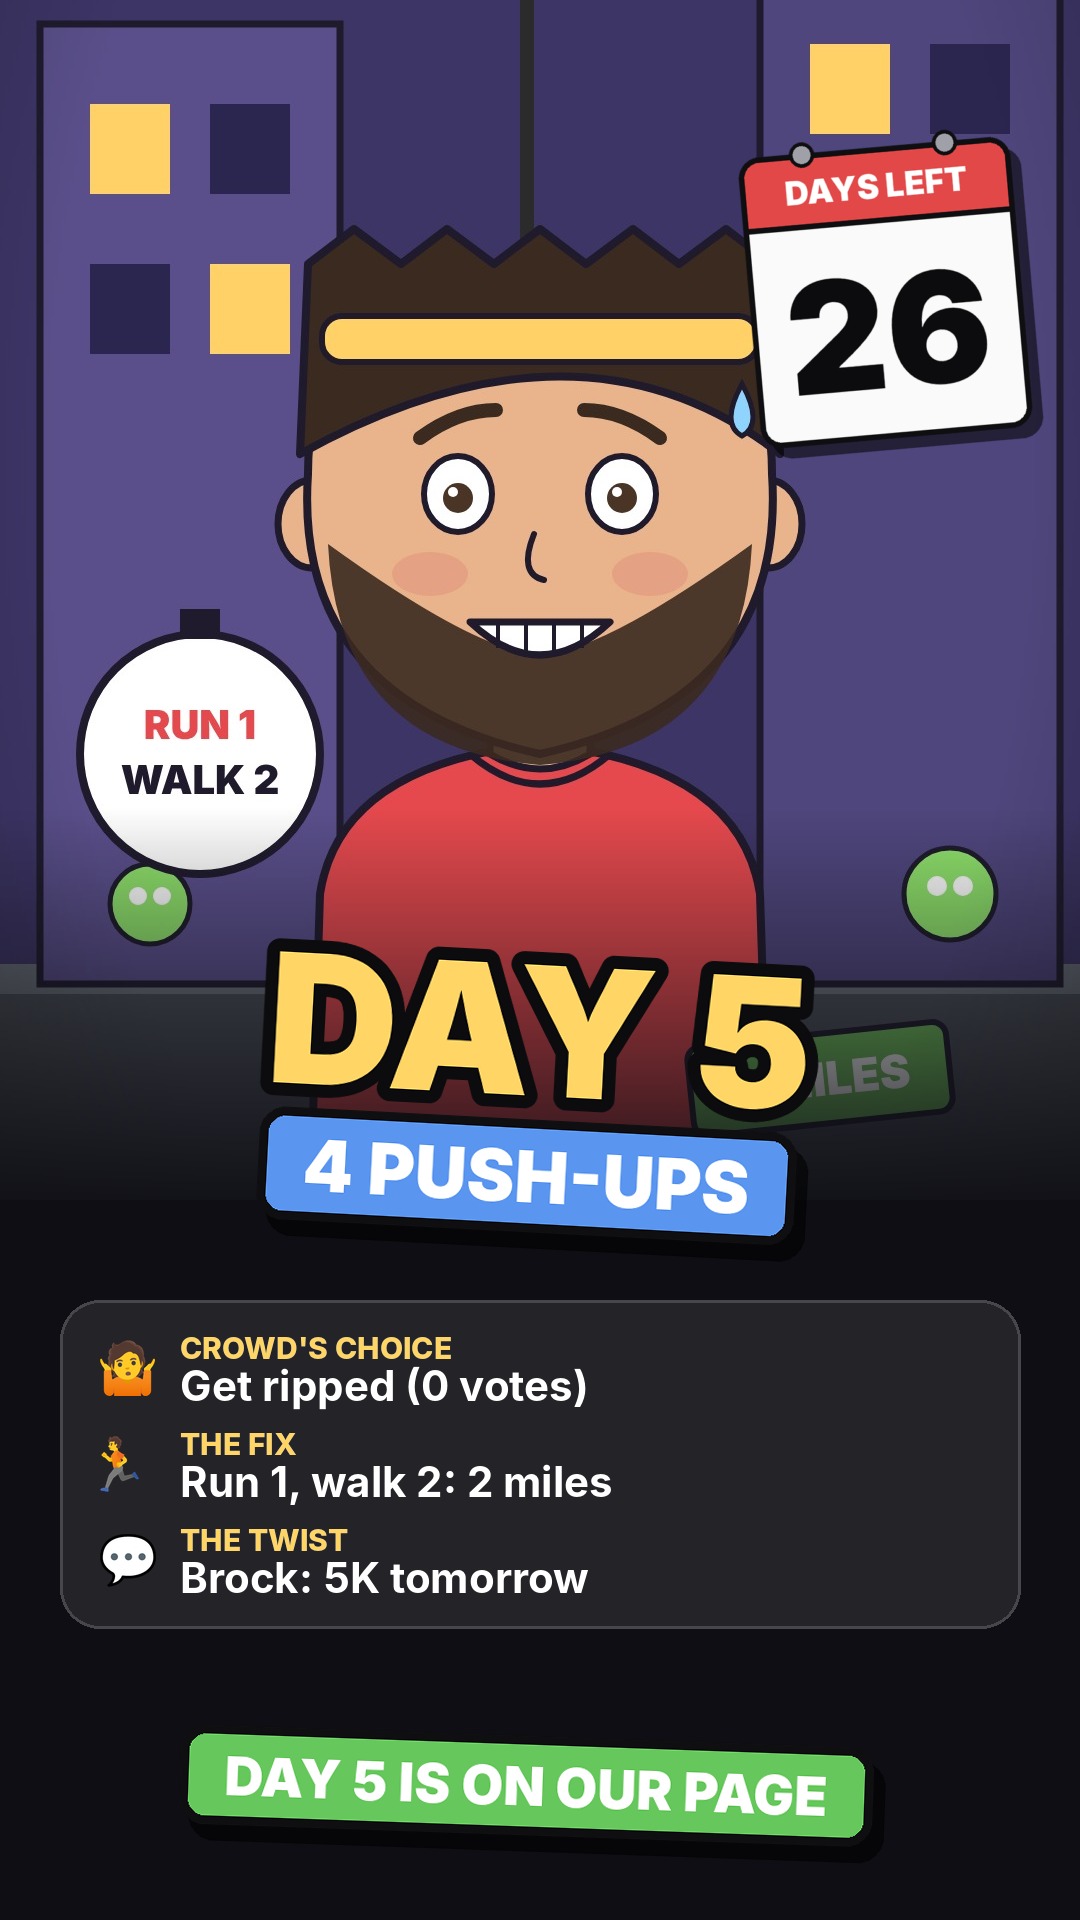 DAYS LEFT
26
RUN 1
WALK 2
DAY 5
4 PUSH-UPS
CROWD'S CHOICE
Get ripped (0 votes)
THE FIX
Run 1, walk 2: 2 miles
THE TWIST
Brock: 5K tomorrow
DAY 5 IS ON OUR PAGE